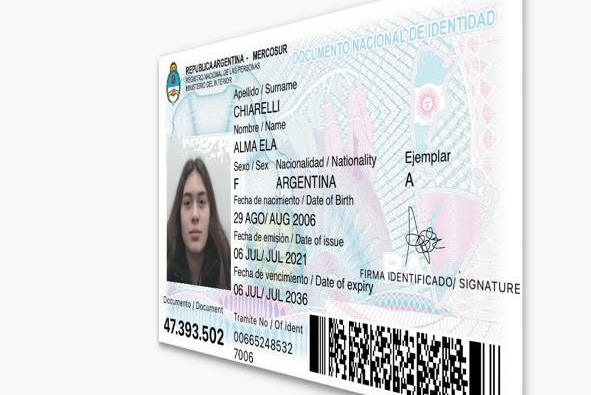 REPUBLICA ARGENTINA - MERCOSUR
REGISTRO NACIONAL DE LAS PERSONAS
MINISTERIO DEL INTERIOR
DOCUMENTO NACIONAL DE IDENTIDAD
Apellido / Surname
CHIARELLI
Nombre / Name
ALMA ELA
Sexo / Sex Nacionalidad / Nationality
F ARGENTINA
Ejemplar
A
Fecha de nacimiento / Date of Birth
29 AGO/ AUG 2006
Fecha de emisión / Date of issue
06 JUL/ JUL 2021
Fecha de vencimiento / Date of expiry
06 JUL/ JUL 2036
FIRMA IDENTIFICADO/ SIGNATURE
Documento / Document
47.393.502
Tramite No / Of ident
00665248532
7006